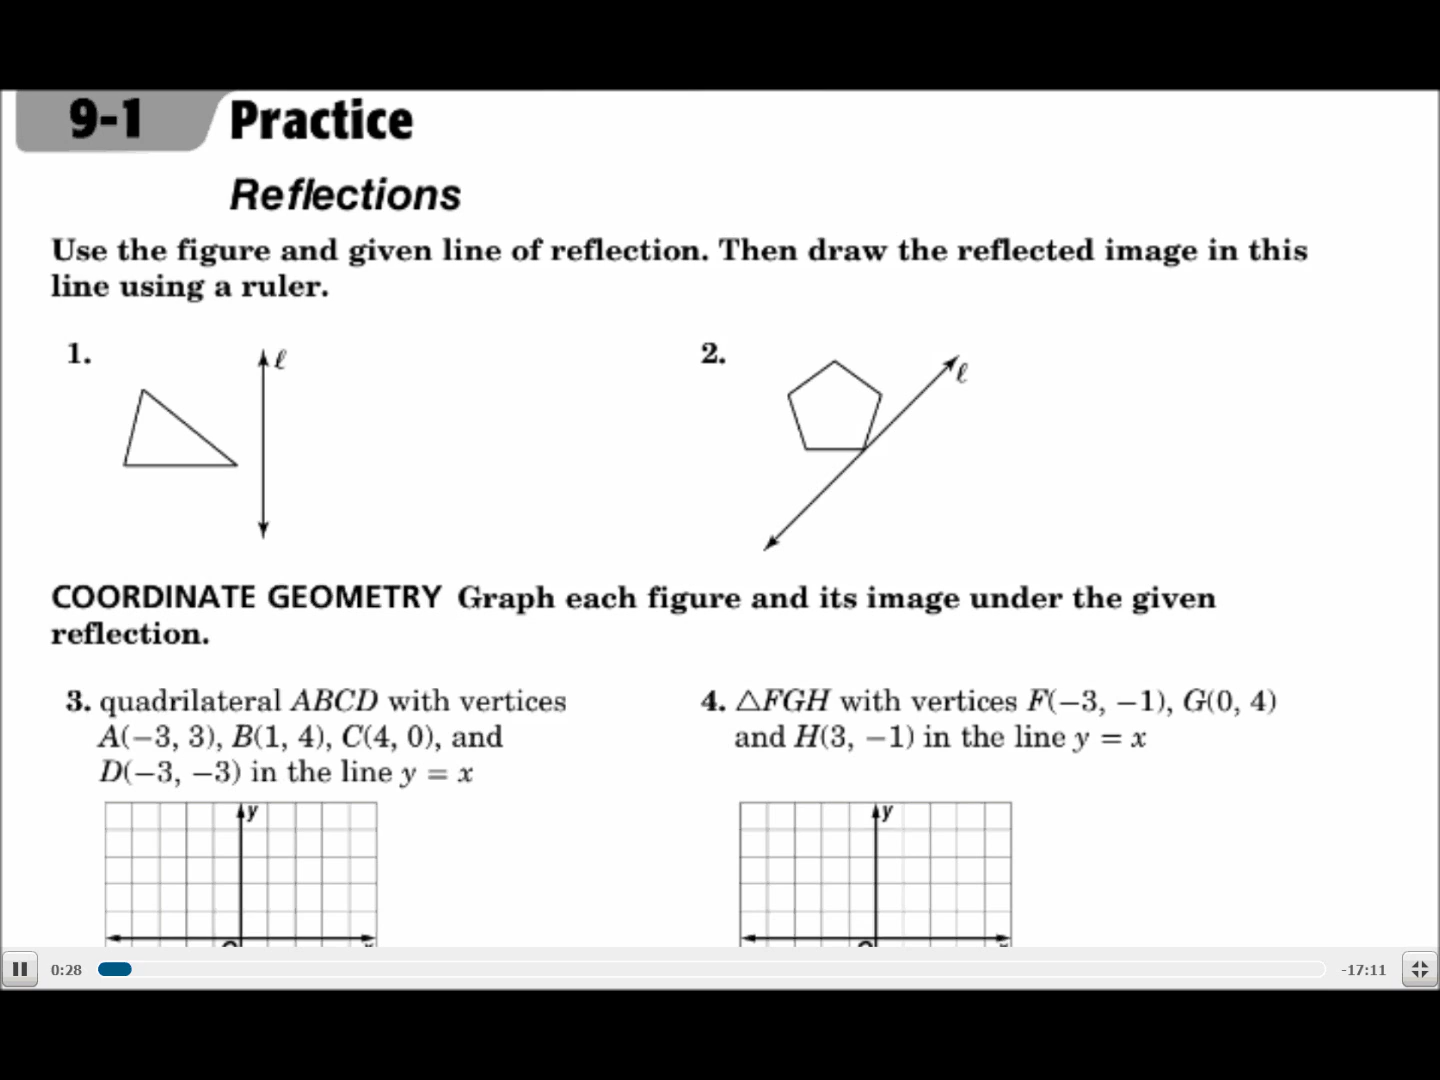 9-1 Practice
Reflections
Use the figure and given line of reflection. Then draw the reflected image in this
line using a ruler.
1.
ℓ
2.
ℓ
COORDINATE GEOMETRY Graph each figure and its image under the given
reflection.
3. quadrilateral ABCD with vertices
A(−3, 3), B(1, 4), C(4, 0), and
D(−3, −3) in the line y = x
4. △FGH with vertices F(−3, −1), G(0, 4)
and H(3, −1) in the line y = x
y
y
0:28
-17:11